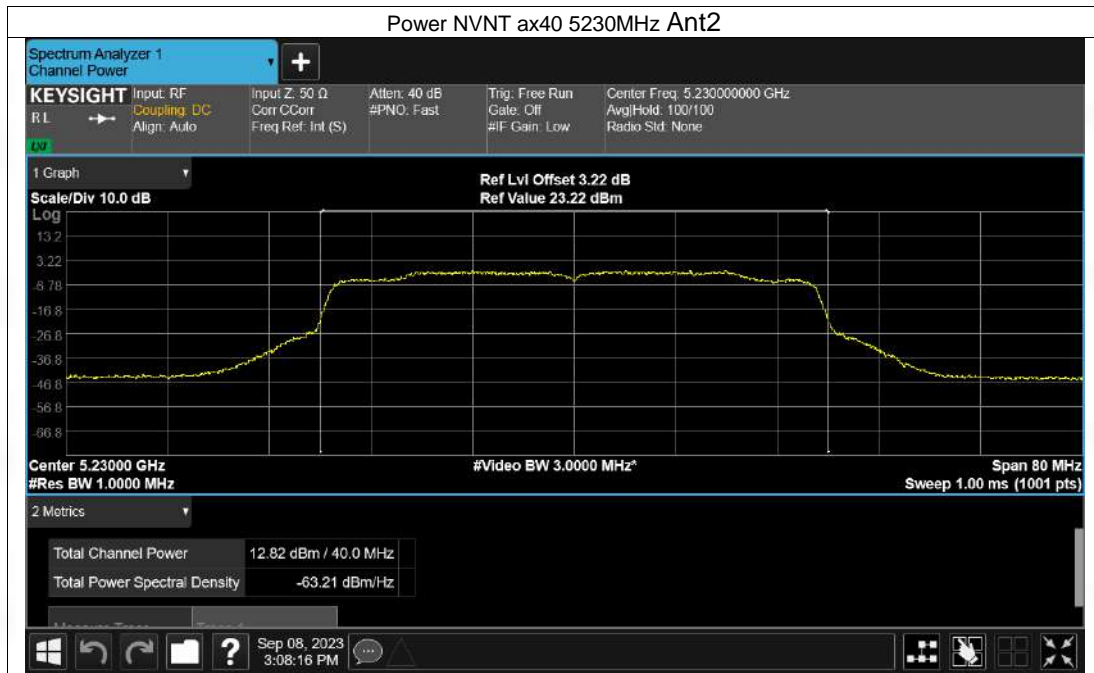 Power NVNT ax40 5230MHz Ant2
Spectrum Analyzer 1
Channel Power
+
KEYSIGHT
R L
LXI
Input: RF
Coupling: DC
Align: Auto
Input Z: 50 Ω
Corr CCorr
Freq Ref: Int (S)
Atten: 40 dB
#PNO: Fast
Trig: Free Run
Gate: Off
#IF Gain: Low
Center Freq: 5.230000000 GHz
Avg|Hold: 100/100
Radio Std: None
1 Graph
Scale/Div 10.0 dB
Ref Lvl Offset 3.22 dB
Ref Value 23.22 dBm
Log
13.2
3.22
-6.78
-16.8
-26.8
-36.8
-46.8
-56.8
-66.8
Center 5.23000 GHz
#Video BW 3.0000 MHz*
Span 80 MHz
#Res BW 1.0000 MHz
Sweep 1.00 ms (1001 pts)
2 Metrics
Total Channel Power 12.82 dBm / 40.0 MHz
Total Power Spectral Density -63.21 dBm/Hz
?
Sep 08, 2023
3:08:16 PM